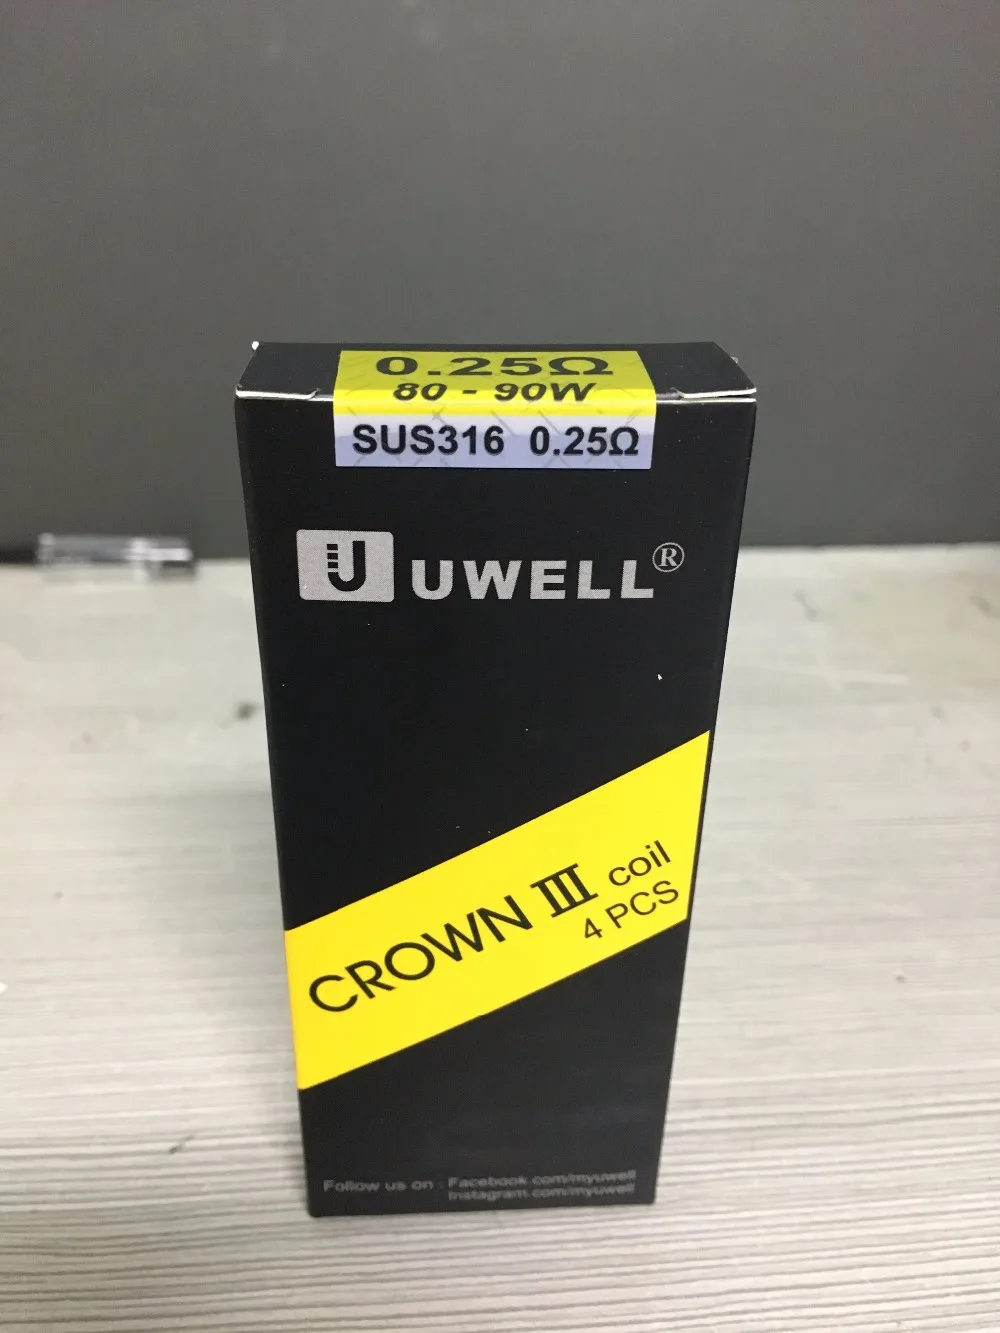 0.25Ω
80 - 90W
SUS316 0.25Ω
U UWELL®
CROWN III coil
4 PCS
Follow us on : Facebook.com/myuwell
Instagram.com/myuwell